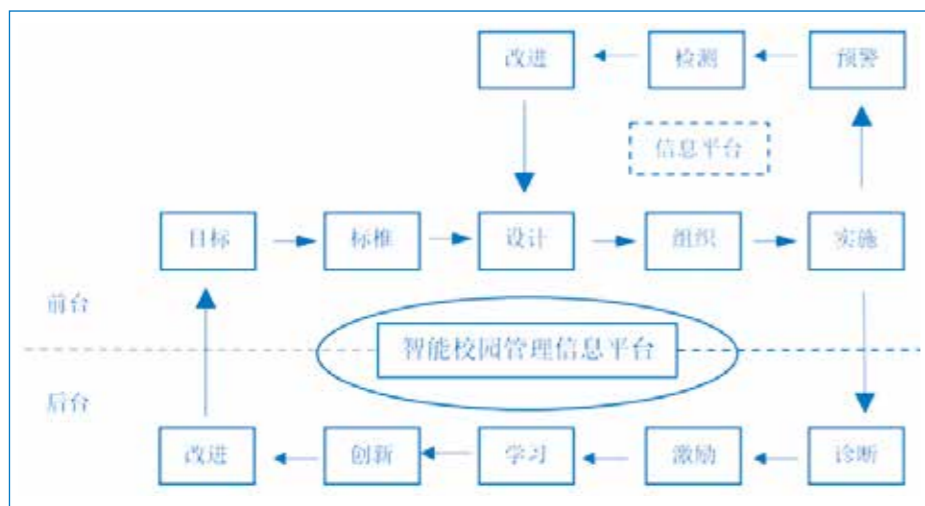 改进 检测 预警
信息平台
目标 标椎 设计 组织 实施
前台
智能校园管理信息平台
后台
改进 创新 学习 激励 诊断